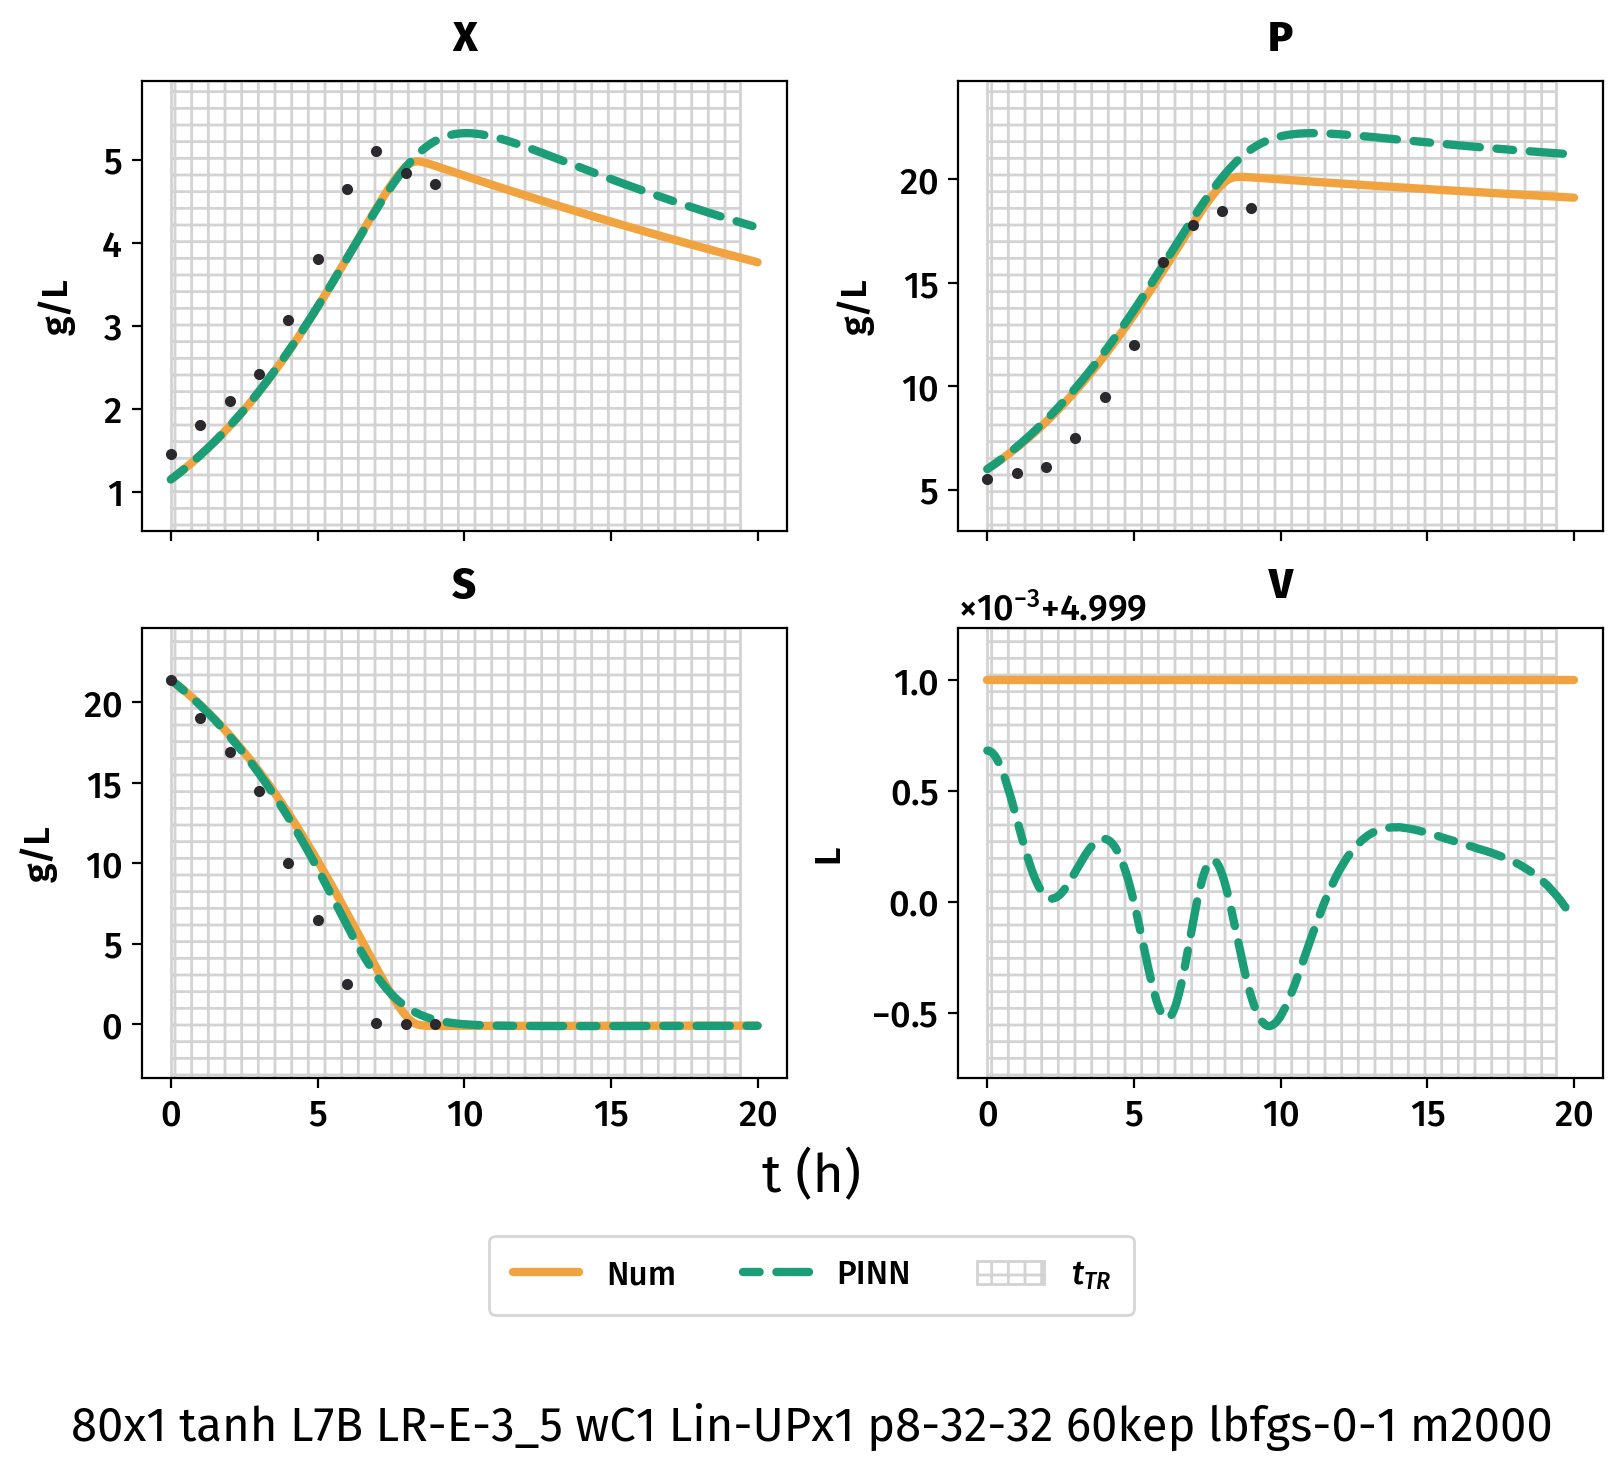 X
P
5
4
3
2
1
g/L
20
15
10
5
g/L
S
V
×10⁻³+4.999
20
15
10
5
0
g/L
1.0
0.5
0.0
−0.5
L
0 5 10 15 20
0 5 10 15 20
t (h)
Num PINN t_TR
80x1 tanh L7B LR-E-3_5 wC1 Lin-UPx1 p8-32-32 60kep lbfgs-0-1 m2000